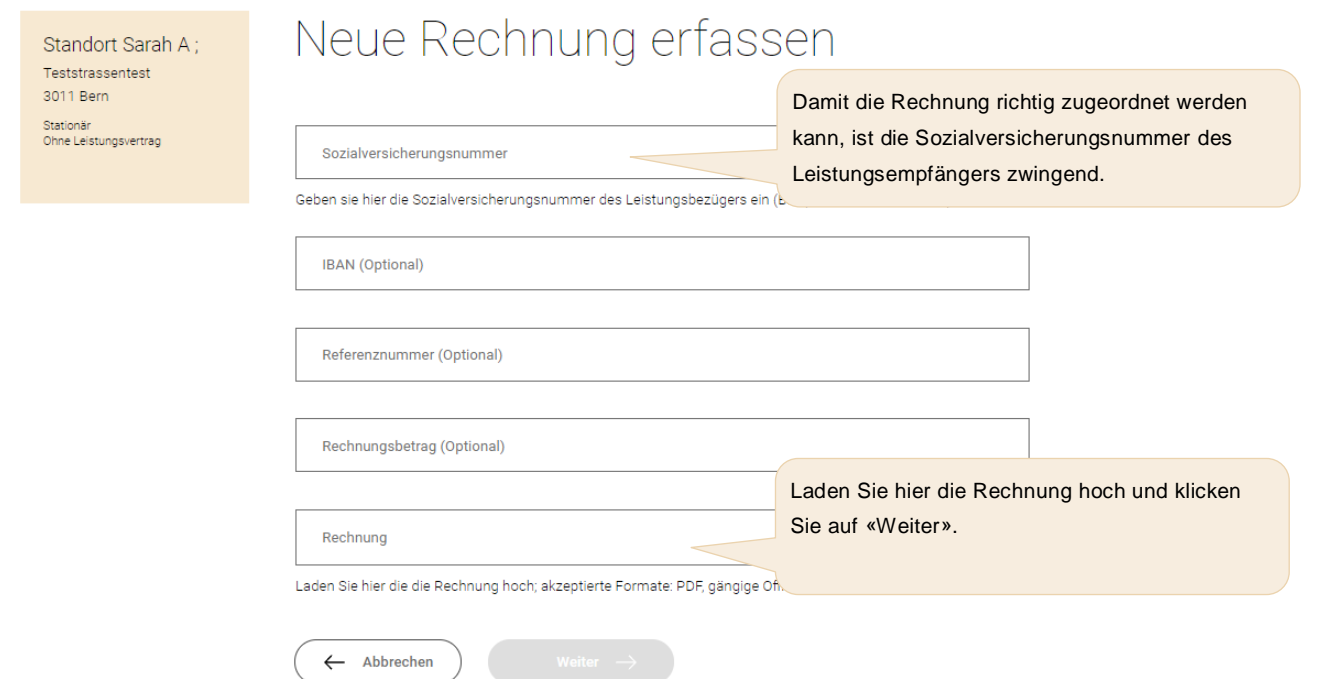 Standort Sarah A ;
Teststrassentest
3011 Bern
Stationär
Ohne Leistungsvertrag
Neue Rechnung erfassen
Damit die Rechnung richtig zugeordnet werden
kann, ist die Sozialversicherungsnummer des
Leistungsempfängers zwingend.
Sozialversicherungsnummer
Geben sie hier die Sozialversicherungsnummer des Leistungsbezügers ein
IBAN (Optional)
Referenznummer (Optional)
Rechnungsbetrag (Optional)
Laden Sie hier die Rechnung hoch und klicken
Sie auf «Weiter».
Rechnung
Laden Sie hier die die Rechnung hoch; akzeptierte Formate: PDF, gängige
Abbrechen
Weiter